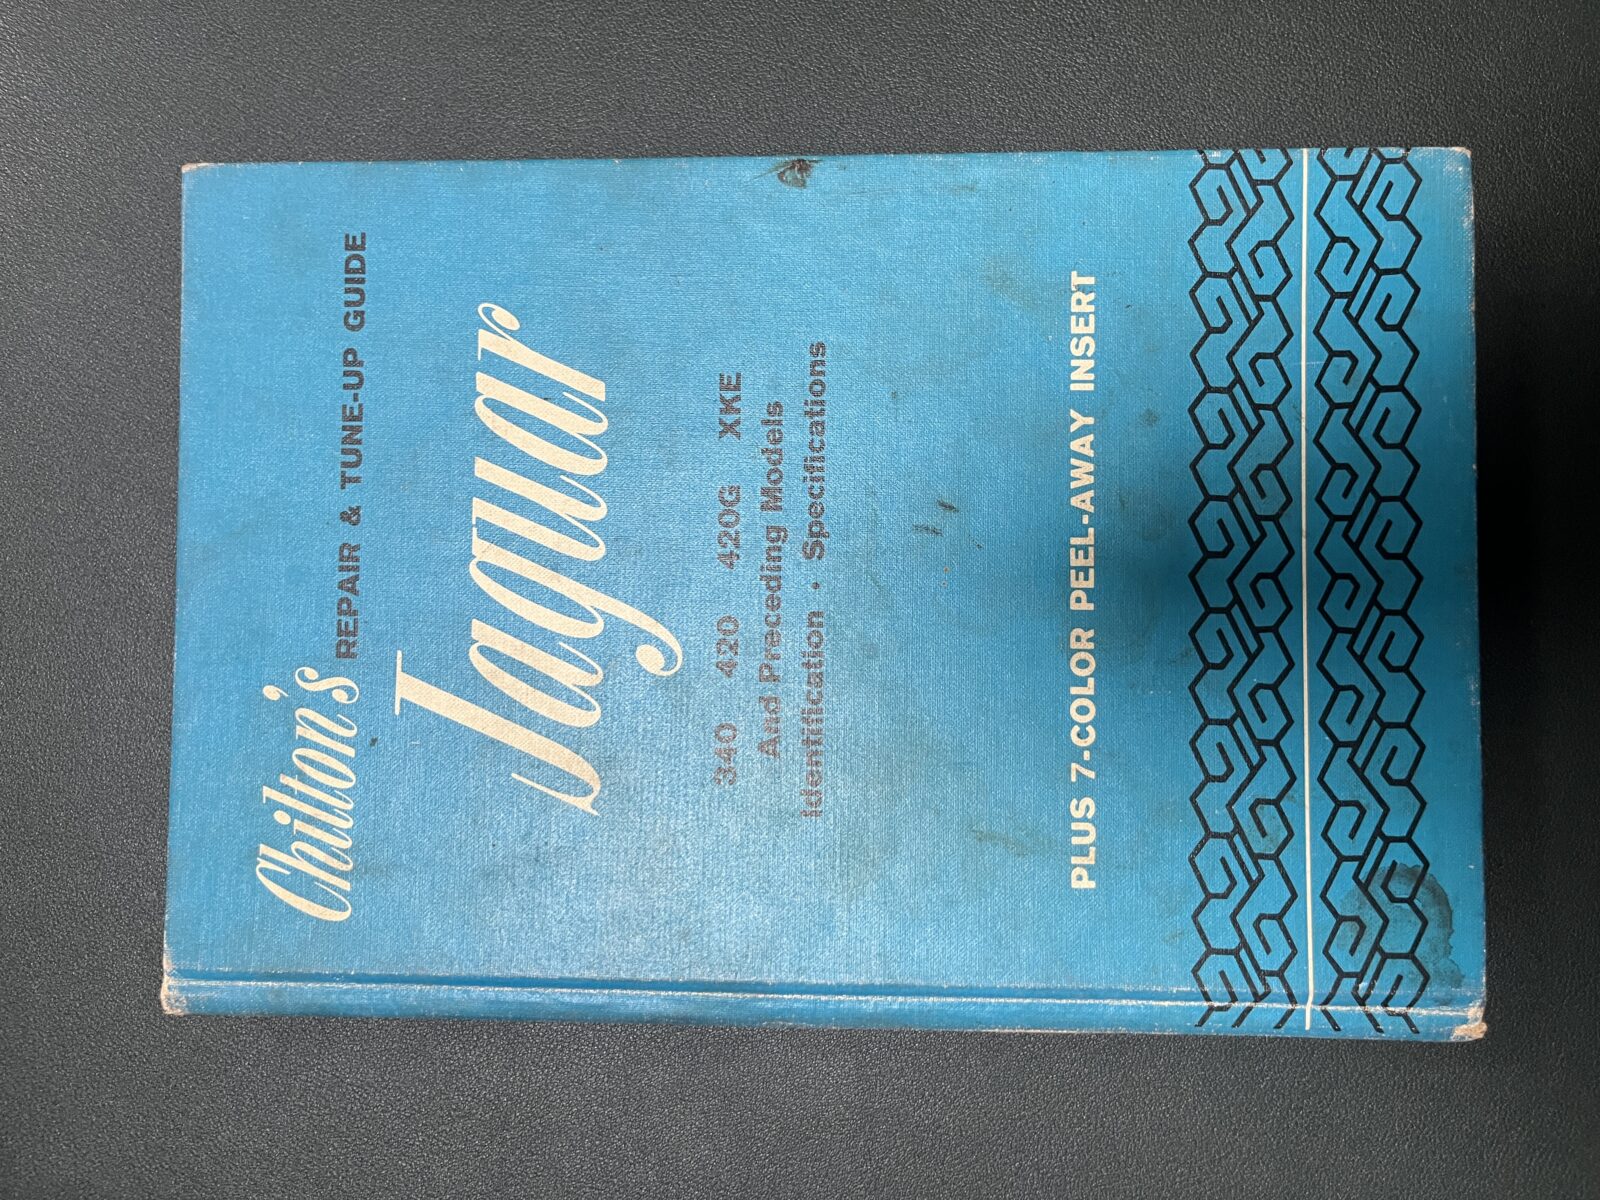 Chilton's
REPAIR & TUNE-UP GUIDE
Jaguar
340 420 420G XKE
And Preceding Models
Identification • Specifications
PLUS 7-COLOR PEEL-AWAY INSERT